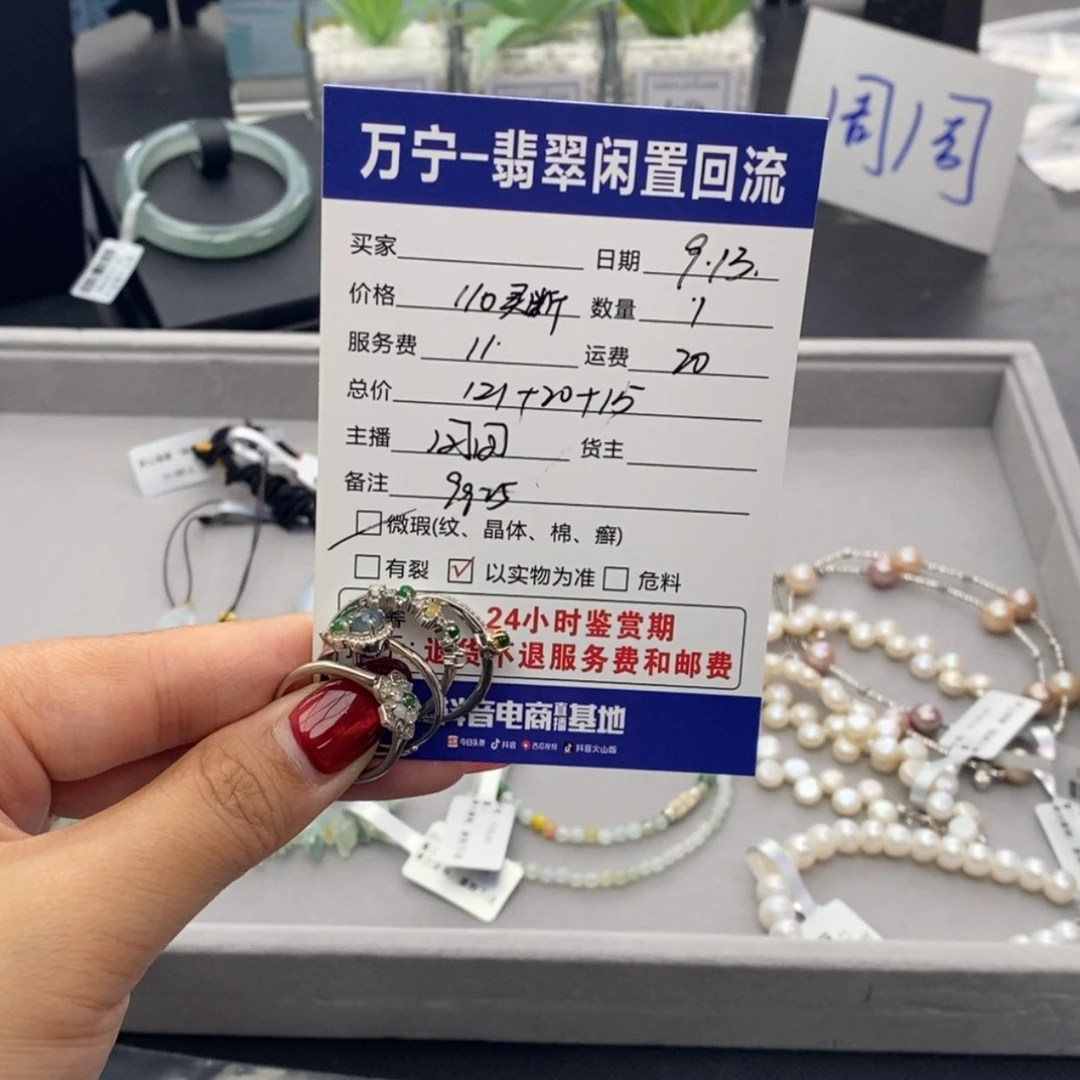 周周
万宁-翡翠闲置回流
买家 日期 9.13.
价格 110买断 数量 1
服务费 11 运费 20
总价 121+20+15
主播 周周 货主
备注 9925
微瑕(纹、晶体、棉、癣)
有裂 以实物为准 危料
24小时鉴赏期
退货不退服务费和邮费
抖音电商直播基地
今日头条 抖音 西瓜视频 抖音火山版